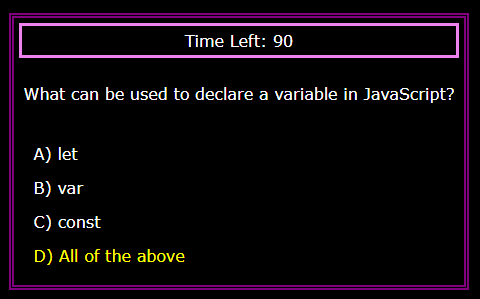 Time Left: 90
What can be used to declare a variable in JavaScript?
A) let
B) var
C) const
D) All of the above